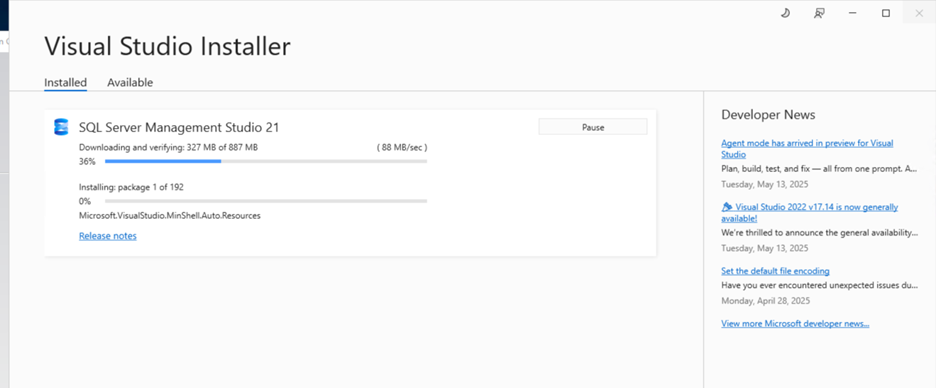 Visual Studio Installer
Installed Available
SQL Server Management Studio 21
Pause
Downloading and verifying: 327 MB of 887 MB ( 88 MB/sec )
36%
Installing: package 1 of 192
0%
Microsoft.VisualStudio.MinShell.Auto.Resources
Release notes
Developer News
Agent mode has arrived in preview for Visual
Studio
Plan, build, test, and fix — all from one prompt. A...
Tuesday, May 13, 2025
Visual Studio 2022 v17.14 is now generally
available!
We're thrilled to announce the general availability...
Tuesday, May 13, 2025
Set the default file encoding
Have you ever encountered unexpected issues du...
Monday, April 28, 2025
View more Microsoft developer news...